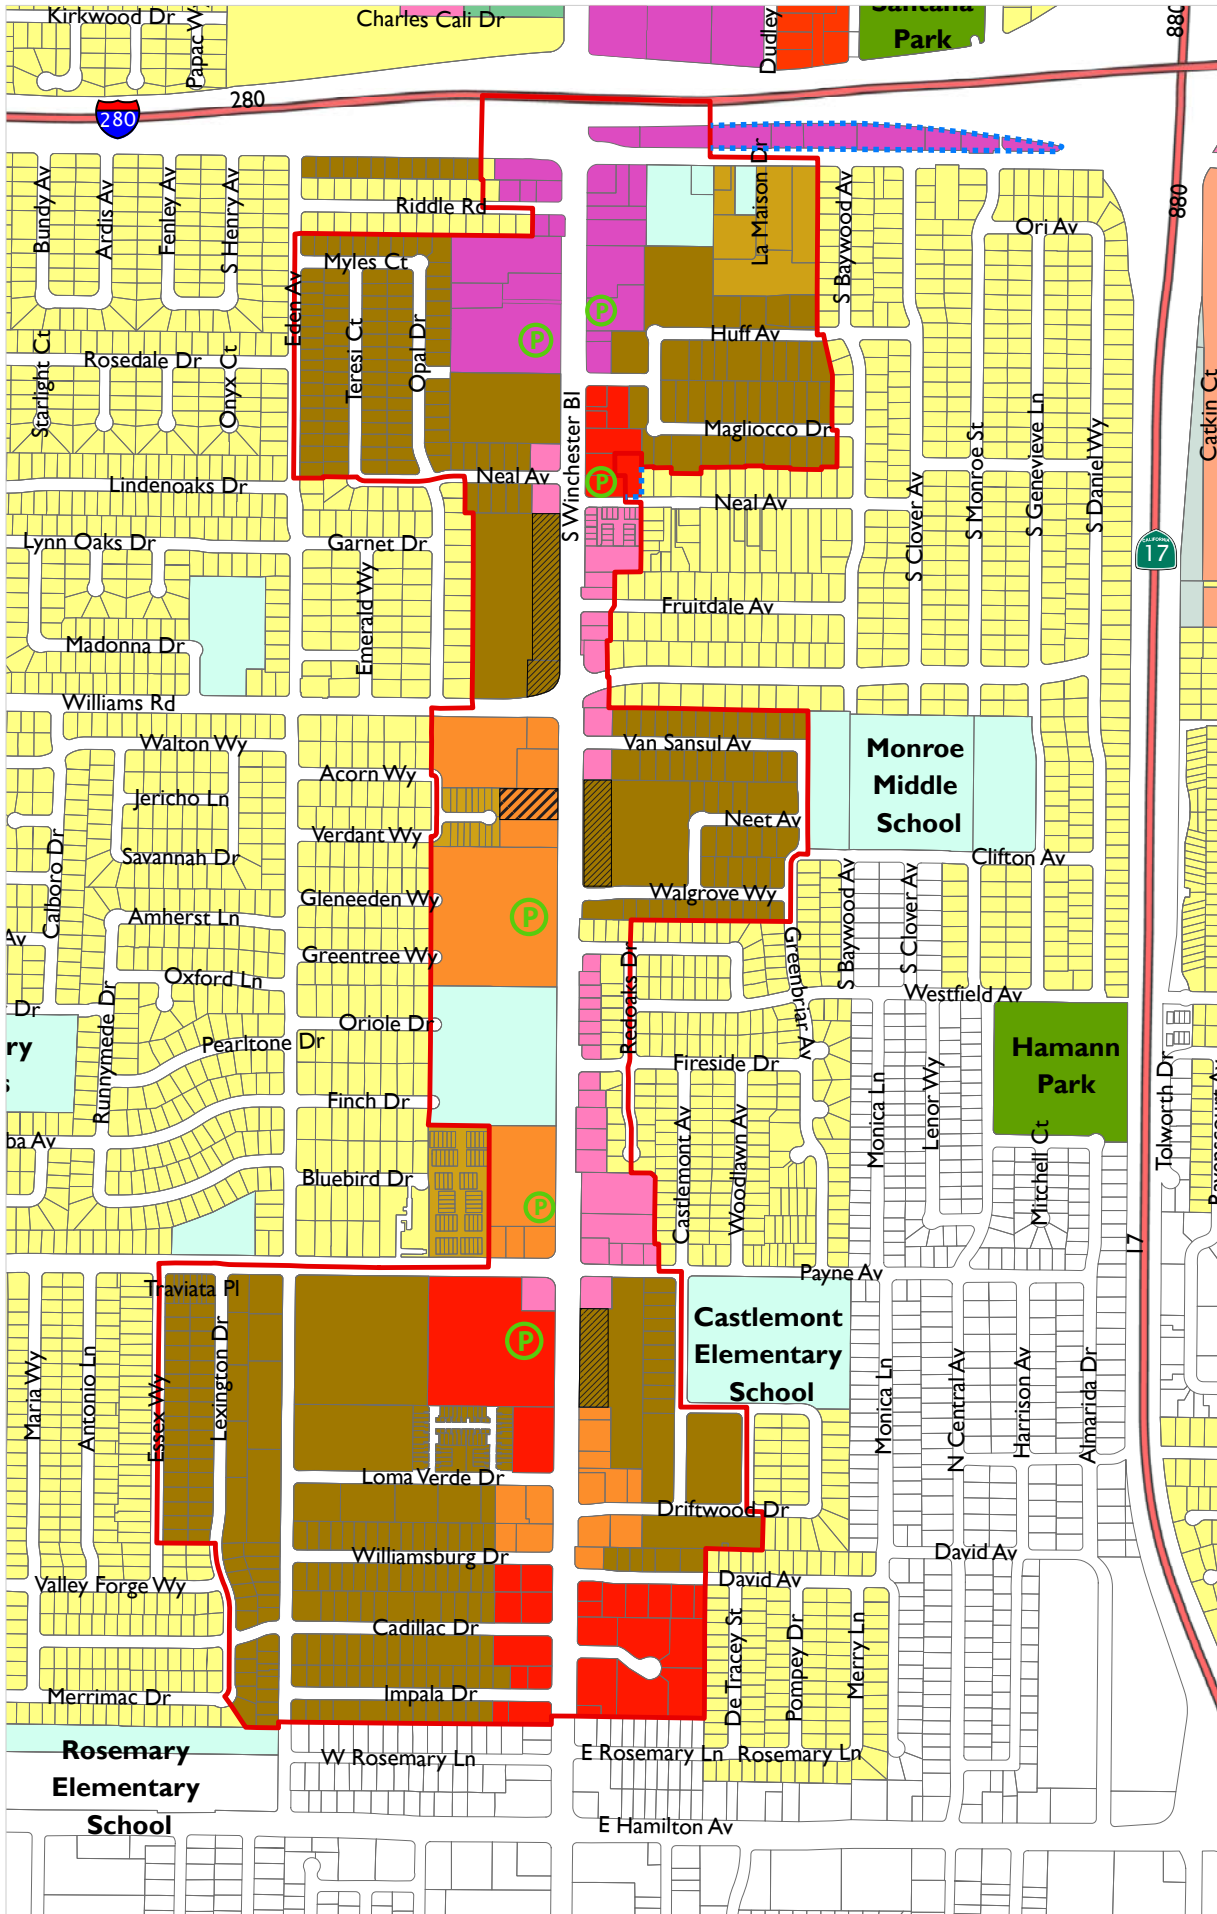 Kirkwood Dr
Papac W
Charles Cali Dr
Dudley
Santana
Park
880
280
280
Bundy Av
Ardis Av
Fenley Av
S Henry Av
Riddle Rd
La Maison Dr
S Baywood Av
Ori Av
880
Myles Ct
Eden Av
Teresi Ct
Opal Dr
P
P
Huff Av
Rosedale Dr
Starlight Ct
Onyx Ct
S Winchester Bl
Magliocco Dr
S Monroe St
S Genevieve Ln
S Daniel Wy
Catkin Ct
Neal Av
P
Lindenoaks Dr
Neal Av
S Clover Av
Lynn Oaks Dr
Garnet Dr
CALIFORNIA
17
Emerald Wy
Fruitdale Av
Madonna Dr
Williams Rd
Walton Wy
Van Sansul Av
Monroe
Middle
School
Acorn Wy
Jericho Ln
Verdant Wy
Neet Av
Calboro Dr
Savannah Dr
Clifton Av
Gleneeden Wy
Walgrove Wy
P
Amherst Ln
S Baywood Av
S Clover Av
Av
Greentree Wy
Redoaks Dr
Greenbriar Av
Oxford Ln
Westfield Av
Dr
Runnymede Dr
Oriole Dr
Pearltone Dr
ry
s
Fireside Dr
Hamann
Park
Finch Dr
Castlemont Av
Woodlawn Av
Monica Ln
Lenor Wy
Mitchell Ct
Tolworth Dr
ba Av
Bluebird Dr
P
17
Payne Av
Traviata Pl
Castlemont
Elementary
School
P
Maria Wy
Antonio Ln
Essex Wy
Lexington Dr
Monica Ln
N Central Av
Harrison Av
Almarida Dr
Loma Verde Dr
Driftwood Dr
Williamsburg Dr
David Av
Valley Forge Wy
David Av
Cadillac Dr
De Tracey St
Pompey Dr
Merry Ln
Merrimac Dr
Impala Dr
Rosemary
Elementary
School
W Rosemary Ln
E Rosemary Ln
Rosemary Ln
E Hamilton Av